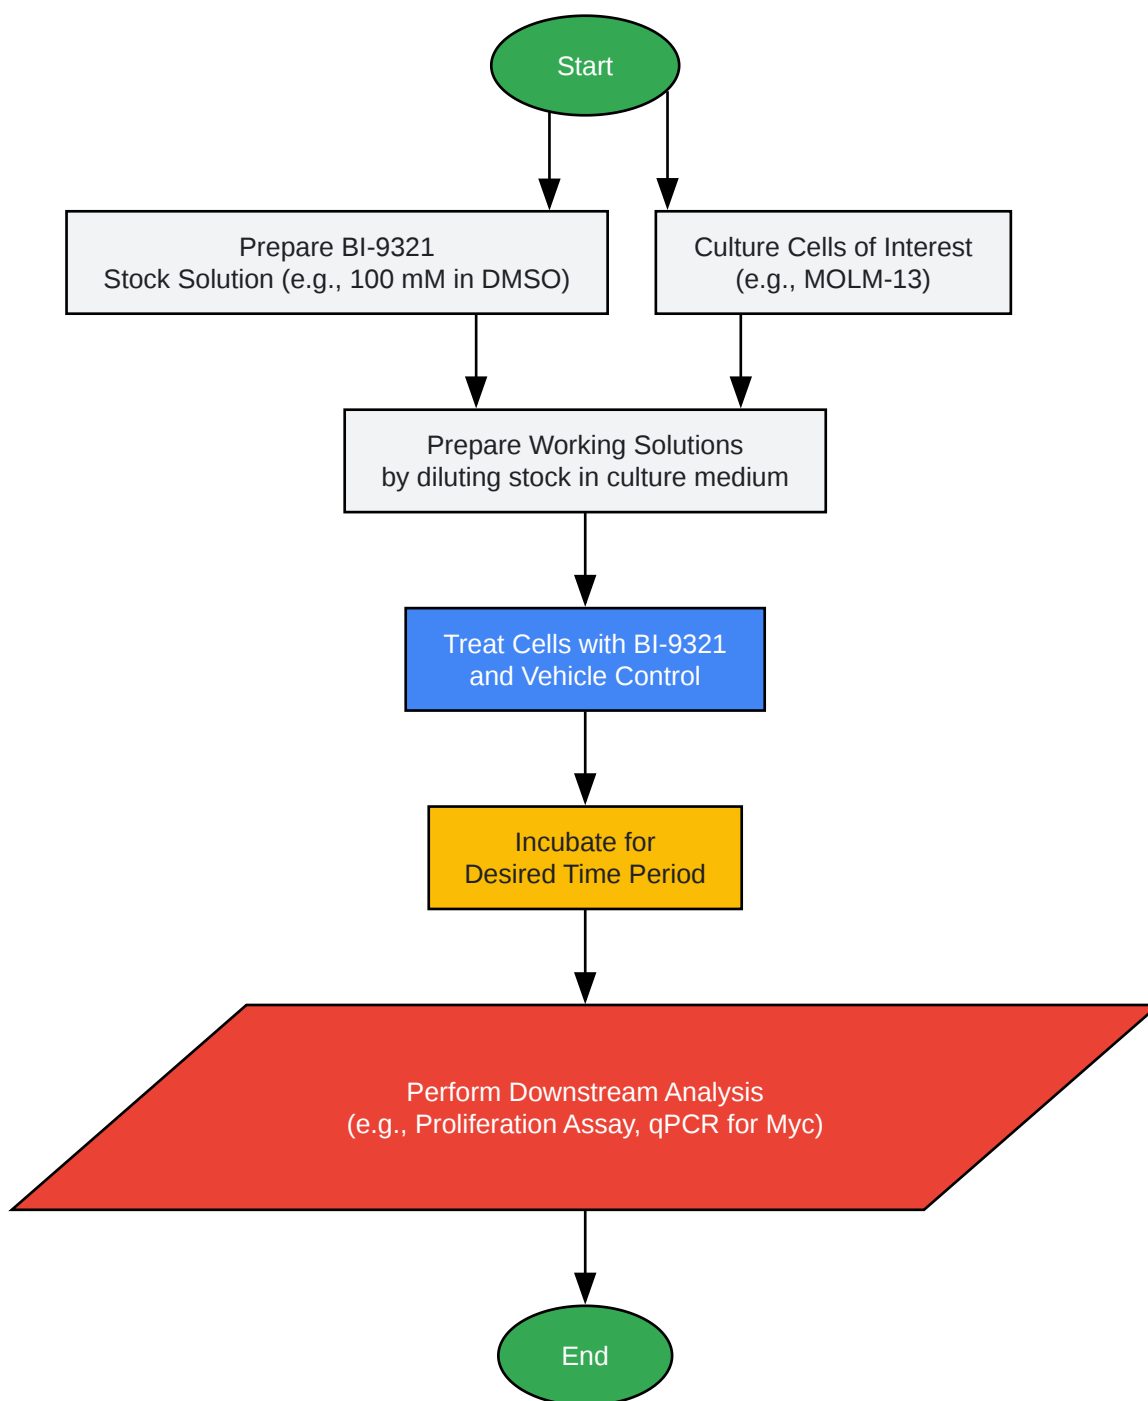 Start
Prepare BI-9321
Stock Solution (e.g., 100 mM in DMSO)
Culture Cells of Interest
(e.g., MOLM-13)
Prepare Working Solutions
by diluting stock in culture medium
Treat Cells with BI-9321
and Vehicle Control
Incubate for
Desired Time Period
Perform Downstream Analysis
(e.g., Proliferation Assay, qPCR for Myc)
End